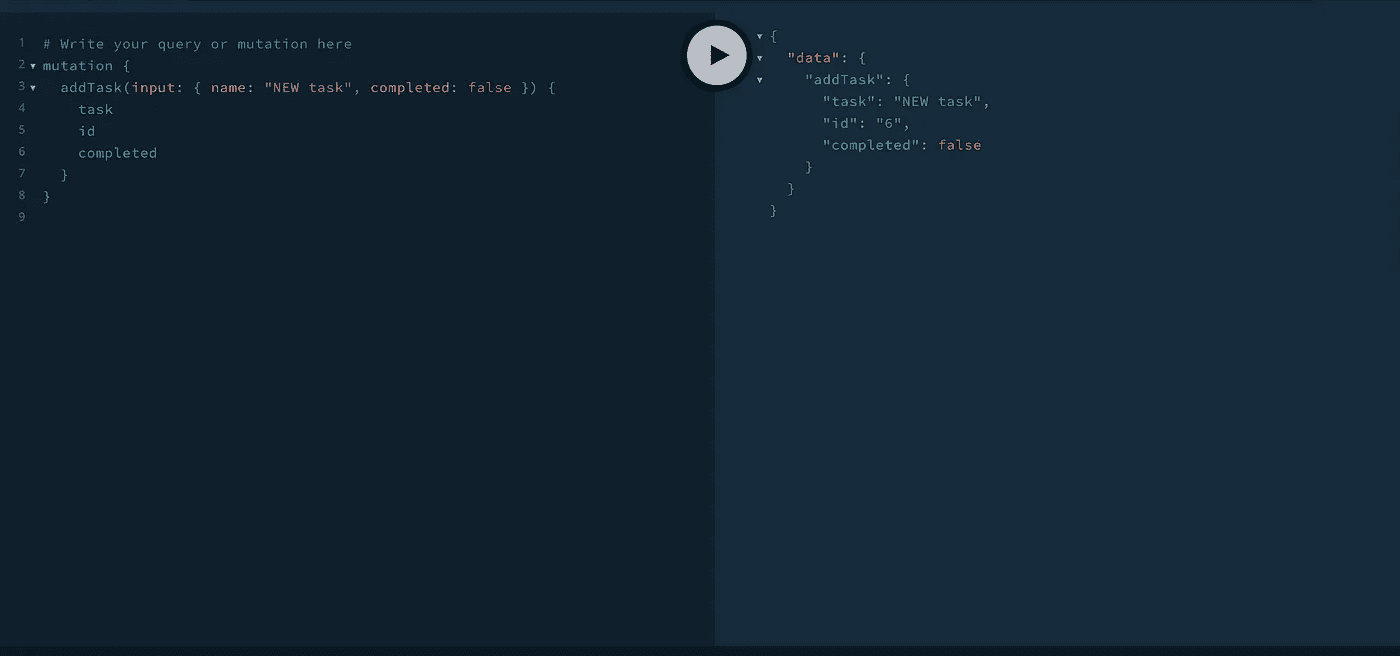 1 # Write your query or mutation here
2 ▾ mutation {
3 ▾   addTask(input: { name: "NEW task", completed: false }) {
4     task
5     id
6     completed
7   }
8 }
9
▾ {
▾   "data": {
▾     "addTask": {
      "task": "NEW task",
      "id": "6",
      "completed": false
    }
  }
}